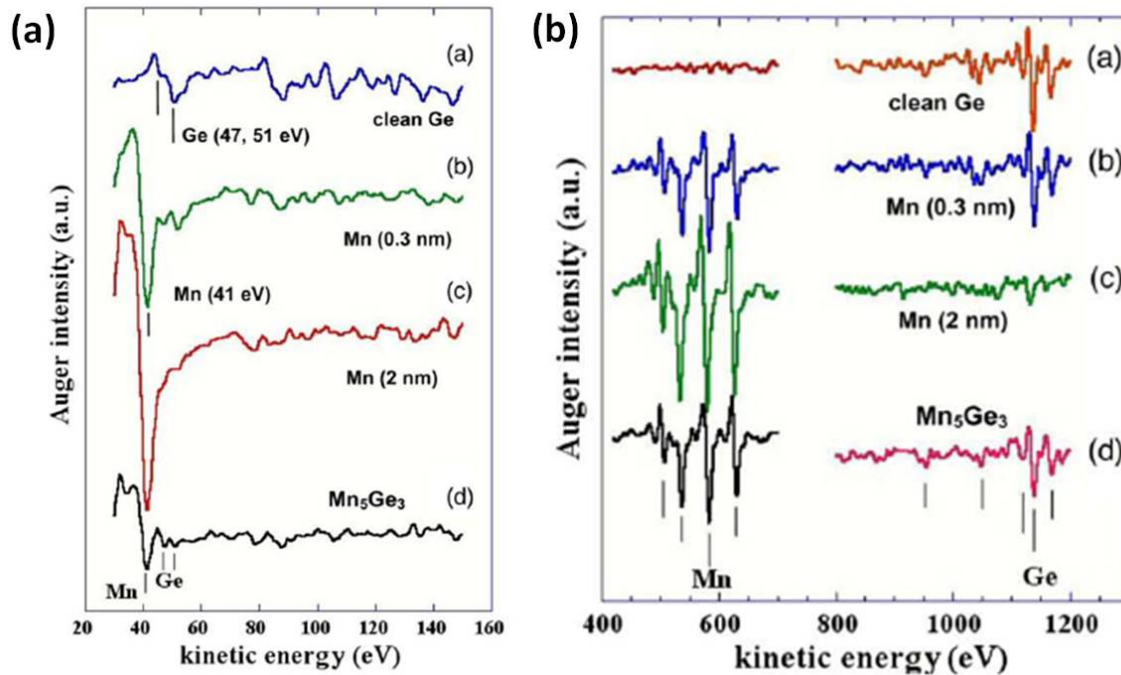 (a)
(a)
clean Ge
Ge (47, 51 eV)
(b)
Mn (0.3 nm)
Mn (41 eV)
(c)
Mn (2 nm)
Mn₅Ge₃
(d)
Mn
Ge
Auger intensity (a.u.)
20 40 60 80 100 120 140 160
kinetic energy (eV)
(b)
(a)
clean Ge
(b)
Mn (0.3 nm)
(c)
Mn (2 nm)
Mn₅Ge₃
(d)
Mn
Ge
Auger intensity (a.u.)
400 600 800 1000 1200
kinetic energy (eV)